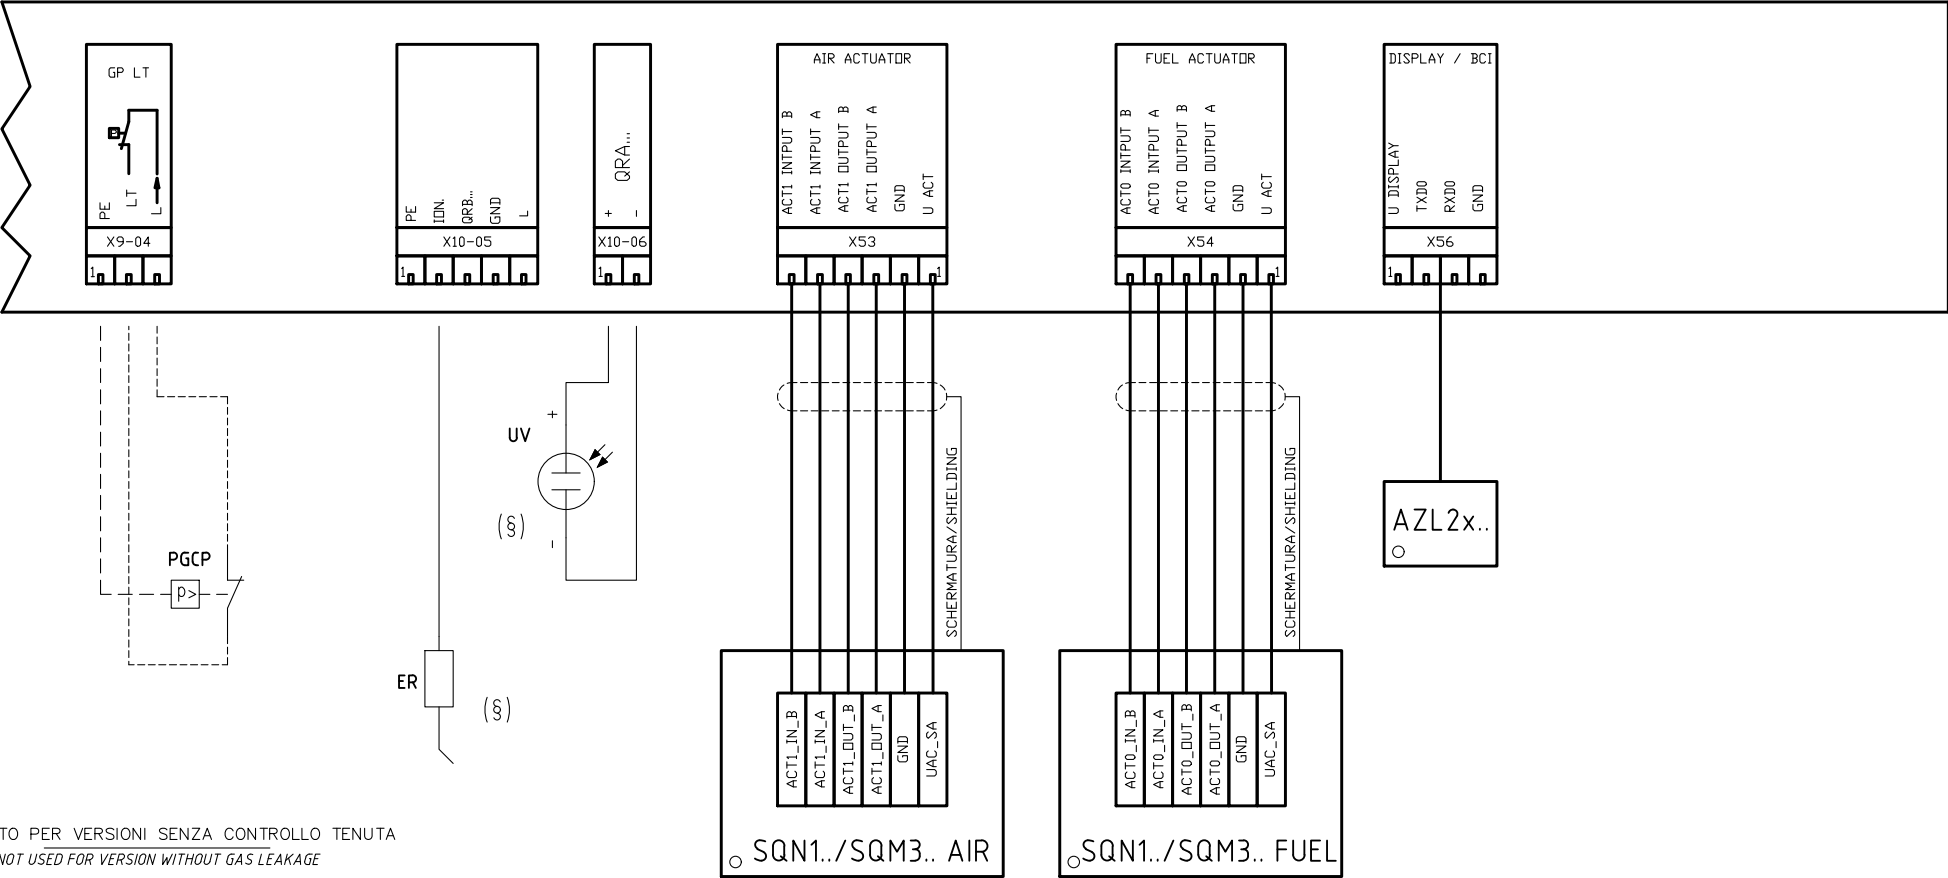 GP LT
PE
LT
L
X9-04
1
PE
ION.
QRB...
GND
L
X10-05
1
QRA...
+
-
X10-06
1
AIR ACTUATOR
ACT1 INTPUT B
ACT1 INTPUT A
ACT1 OUTPUT B
ACT1 OUTPUT A
GND
U ACT
X53
1
FUEL ACTUATOR
ACT0 INTPUT B
ACT0 INTPUT A
ACT0 OUTPUT B
ACT0 OUTPUT A
GND
U ACT
X54
1
DISPLAY / BCI
U DISPLAY
TXD0
RXD0
GND
X56
1
PGCP
p>
ER
(§)
UV
+
-
(§)
SCHERMATURA/SHIELDING
SCHERMATURA/SHIELDING
AZL2x..
ACT1_IN_B
ACT1_IN_A
ACT1_OUT_B
ACT1_OUT_A
GND
UAC_SA
SQN1../SQM3.. AIR
ACT0_IN_B
ACT0_IN_A
ACT0_OUT_B
ACT0_OUT_A
GND
UAC_SA
SQN1../SQM3.. FUEL
TO PER VERSIONI SENZA CONTROLLO TENUTA
NOT USED FOR VERSION WITHOUT GAS LEAKAGE